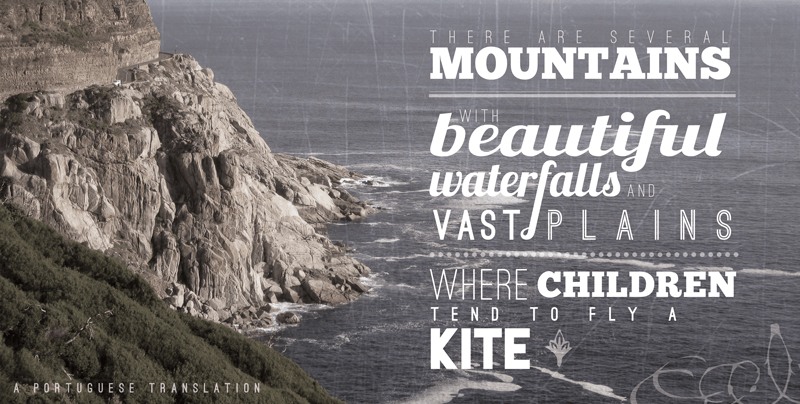 THERE ARE SEVERAL
MOUNTAINS
WITH
beautiful
waterfalls AND
VAST PLAINS
WHERE CHILDREN
TEND TO FLY A
KITE
A PORTUGUESE TRANSLATION